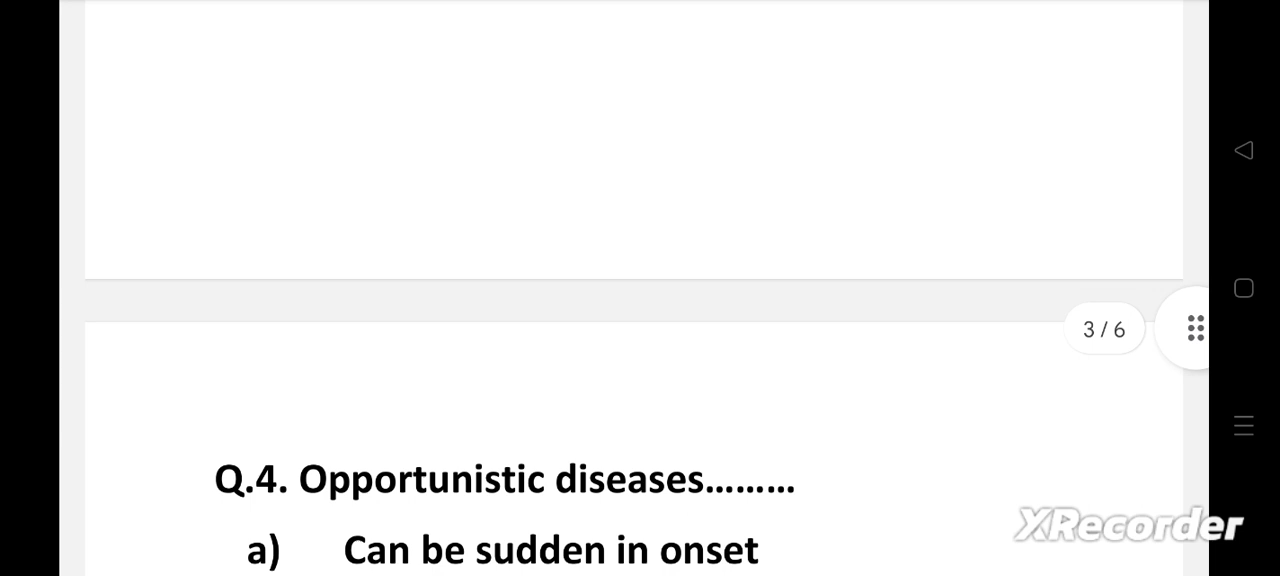 3 / 6
Q.4. Opportunistic diseases.........
XRecorder
a) Can be sudden in onset